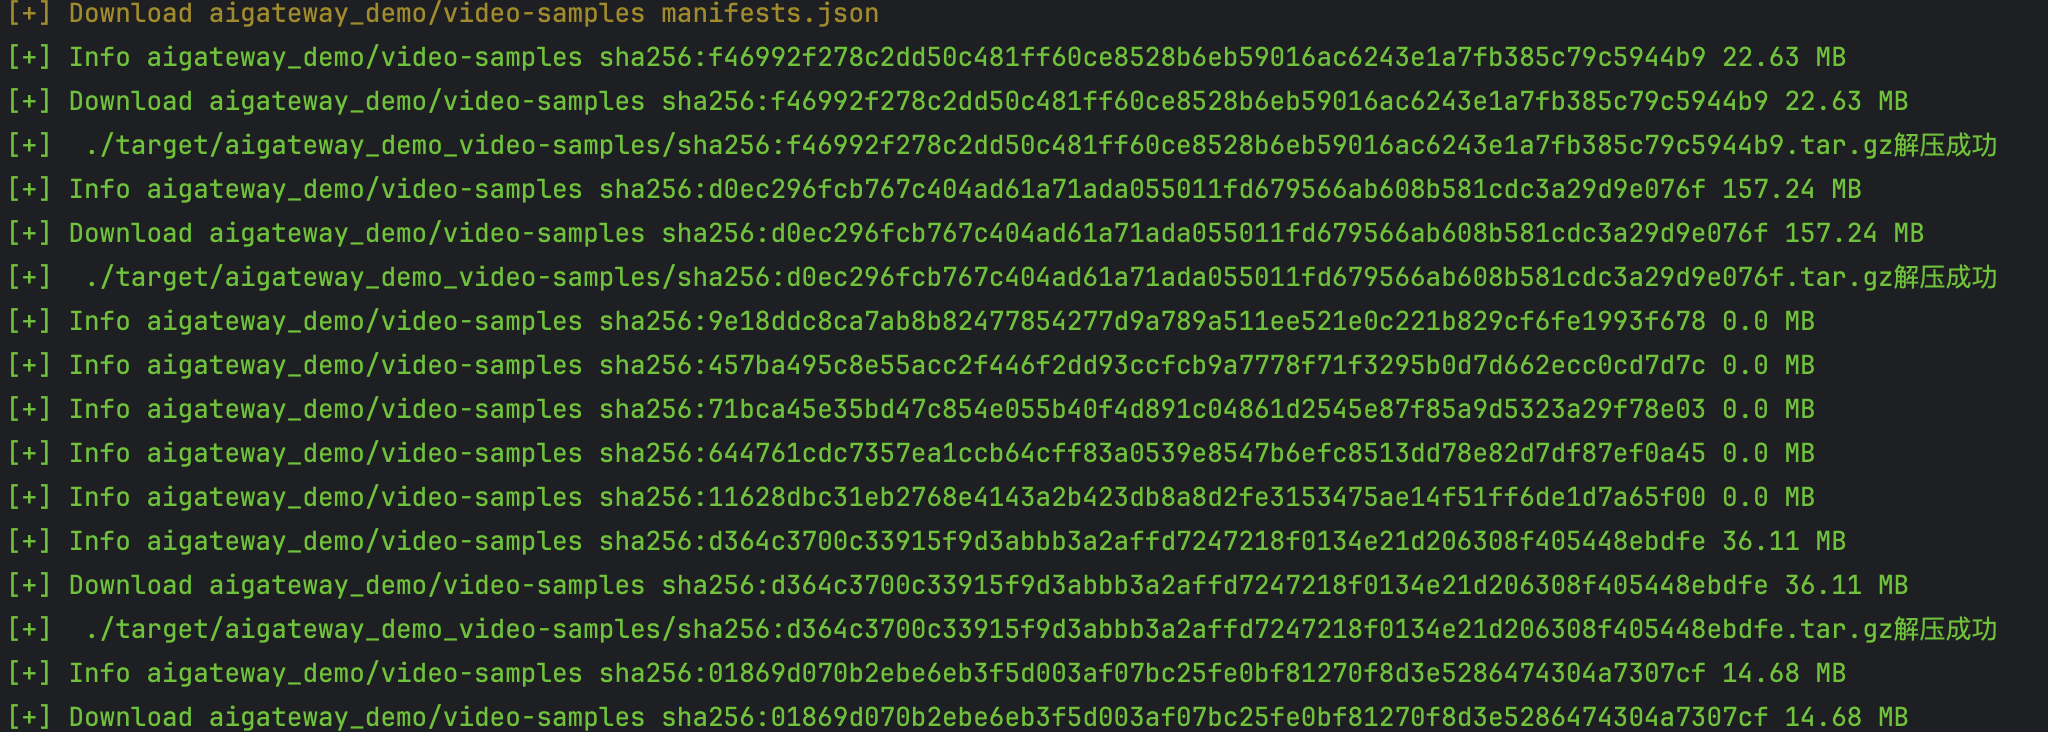 [+] Download aigateway_demo/video-samples manifests.json
[+] Info aigateway_demo/video-samples sha256:f46992f278c2dd50c481ff60ce8528b6eb59016ac6243e1a7fb385c79c5944b9 22.63 MB
[+] Download aigateway_demo/video-samples sha256:f46992f278c2dd50c481ff60ce8528b6eb59016ac6243e1a7fb385c79c5944b9 22.63 MB
[+]  ./target/aigateway_demo_video-samples/sha256:f46992f278c2dd50c481ff60ce8528b6eb59016ac6243e1a7fb385c79c5944b9.tar.gz解压成功
[+] Info aigateway_demo/video-samples sha256:d0ec296fcb767c404ad61a71ada055011fd679566ab608b581cdc3a29d9e076f 157.24 MB
[+] Download aigateway_demo/video-samples sha256:d0ec296fcb767c404ad61a71ada055011fd679566ab608b581cdc3a29d9e076f 157.24 MB
[+]  ./target/aigateway_demo_video-samples/sha256:d0ec296fcb767c404ad61a71ada055011fd679566ab608b581cdc3a29d9e076f.tar.gz解压成功
[+] Info aigateway_demo/video-samples sha256:9e18ddc8ca7ab8b82477854277d9a789a511ee521e0c221b829cf6fe1993f678 0.0 MB
[+] Info aigateway_demo/video-samples sha256:457ba495c8e55acc2f446f2dd93ccfcb9a7778f71f3295b0d7d662ecc0cd7d7c 0.0 MB
[+] Info aigateway_demo/video-samples sha256:71bca45e35bd47c854e055b40f4d891c04861d2545e87f85a9d5323a29f78e03 0.0 MB
[+] Info aigateway_demo/video-samples sha256:644761cdc7357ea1ccb64cff83a0539e8547b6efc8513dd78e82d7df87ef0a45 0.0 MB
[+] Info aigateway_demo/video-samples sha256:11628dbc31eb2768e4143a2b423db8a8d2fe3153475ae14f51ff6de1d7a65f00 0.0 MB
[+] Info aigateway_demo/video-samples sha256:d364c3700c33915f9d3abbb3a2affd7247218f0134e21d206308f405448ebdfe 36.11 MB
[+] Download aigateway_demo/video-samples sha256:d364c3700c33915f9d3abbb3a2affd7247218f0134e21d206308f405448ebdfe 36.11 MB
[+]  ./target/aigateway_demo_video-samples/sha256:d364c3700c33915f9d3abbb3a2affd7247218f0134e21d206308f405448ebdfe.tar.gz解压成功
[+] Info aigateway_demo/video-samples sha256:01869d070b2ebe6eb3f5d003af07bc25fe0bf81270f8d3e5286474304a7307cf 14.68 MB
[+] Download aigateway_demo/video-samples sha256:01869d070b2ebe6eb3f5d003af07bc25fe0bf81270f8d3e5286474304a7307cf 14.68 MB